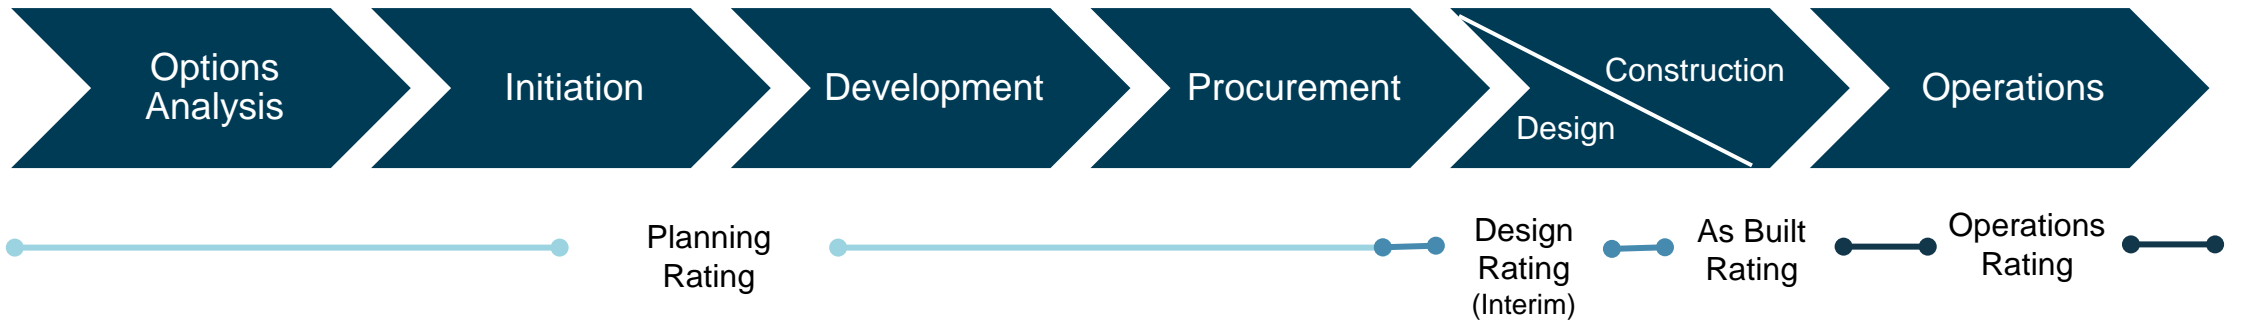 Options
Analysis
Initiation
Development
Procurement
Construction
Design
Operations
Planning
Rating
Design
Rating
(Interim)
As Built
Rating
Operations
Rating